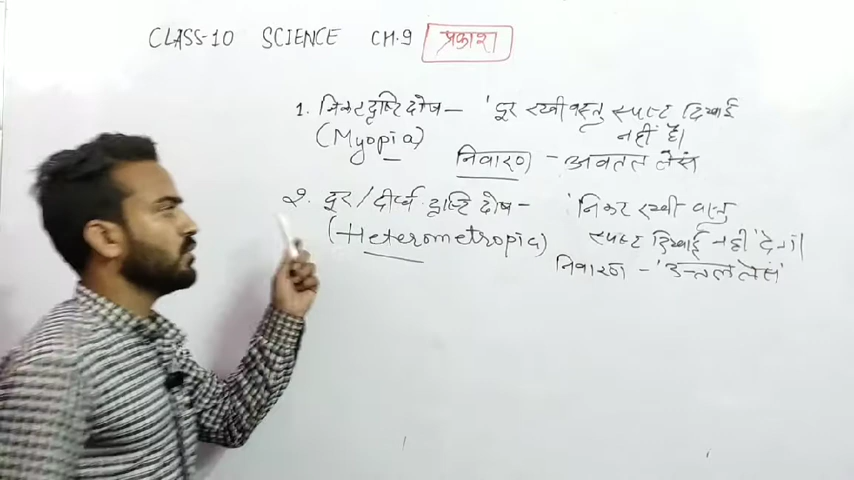 CLASS-10 SCIENCE CH.9 प्रकाश
1. निकट दृष्टि दोष — 'दूर रखी वस्तु स्पष्ट दिखाई
नहीं दें।
(Myopia)
निवारण - अवतल लेंस
2. दूर/दीर्घ दृष्टि दोष - 'निकट रखी वस्तु
स्पष्ट दिखाई नहीं' देना।
(Heterometropia)
निवारण - 'उत्तल लेंस'